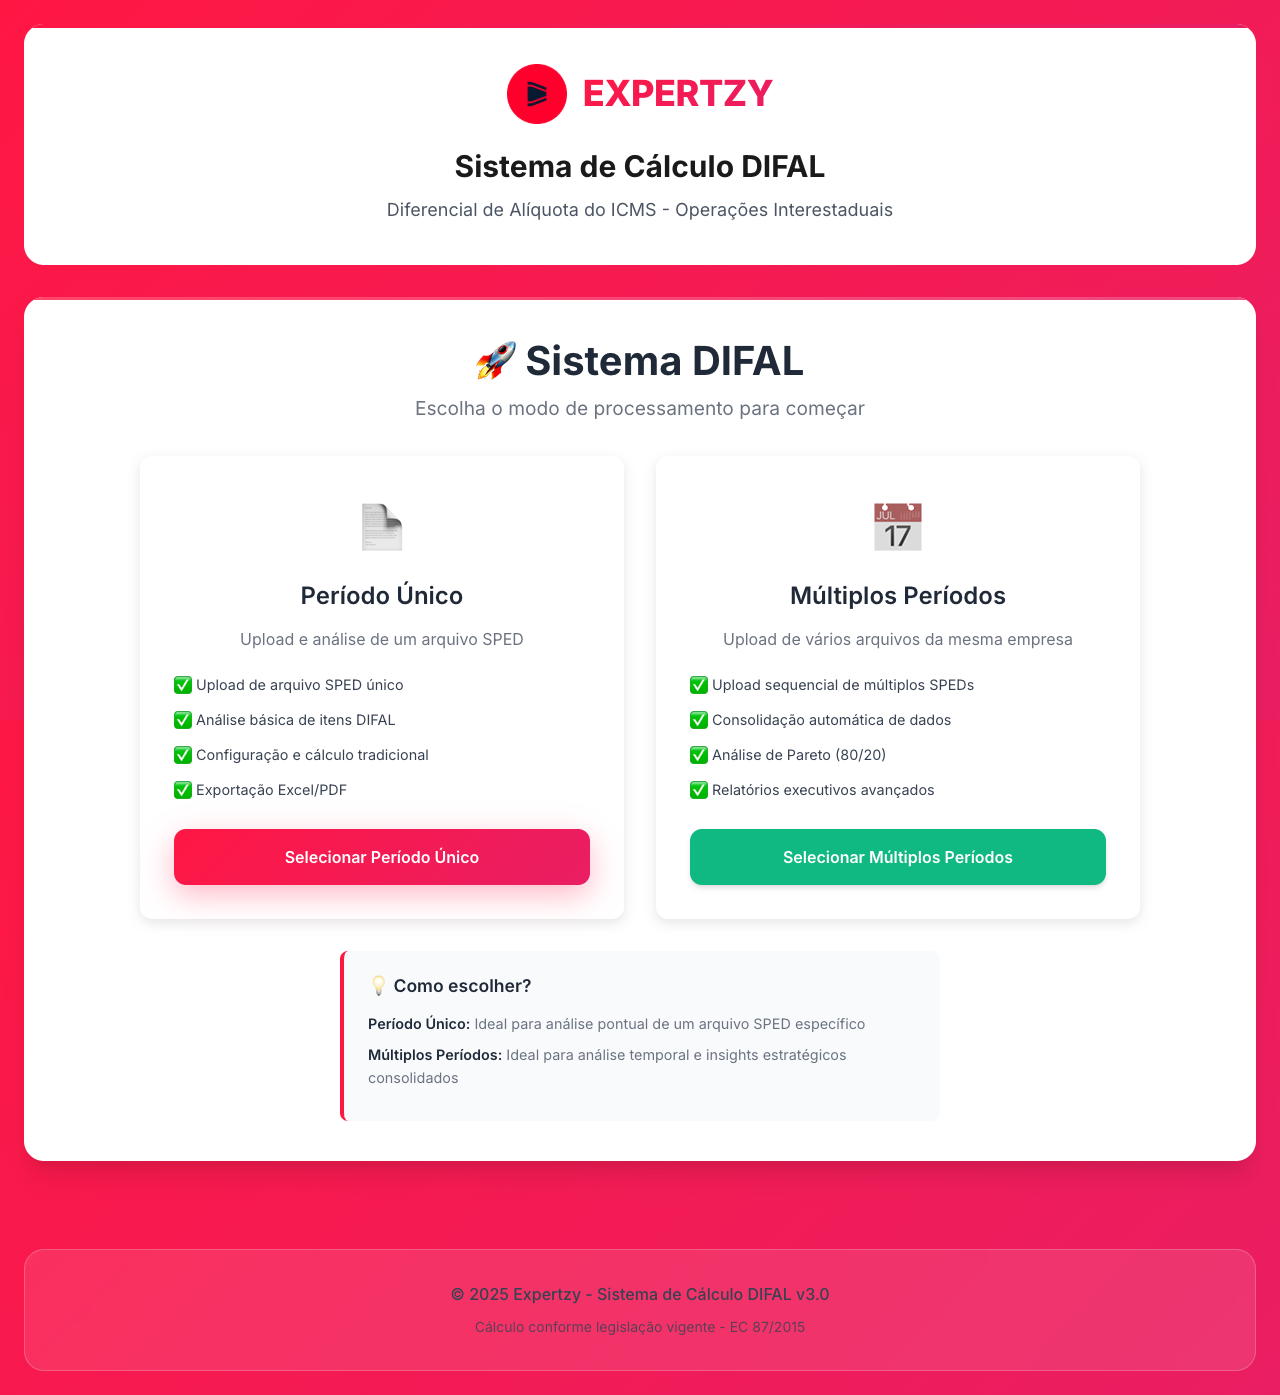 EXPERTZY
Sistema de Cálculo DIFAL
Diferencial de Alíquota do ICMS - Operações Interestaduais
🚀 Sistema DIFAL
Escolha o modo de processamento para começar
Período Único
Upload e análise de um arquivo SPED
✅ Upload de arquivo SPED único
✅ Análise básica de itens DIFAL
✅ Configuração e cálculo tradicional
✅ Exportação Excel/PDF
Selecionar Período Único
JUL
17
Múltiplos Períodos
Upload de vários arquivos da mesma empresa
✅ Upload sequencial de múltiplos SPEDs
✅ Consolidação automática de dados
✅ Análise de Pareto (80/20)
✅ Relatórios executivos avançados
Selecionar Múltiplos Períodos
💡 Como escolher?
Período Único: Ideal para análise pontual de um arquivo SPED específico
Múltiplos Períodos: Ideal para análise temporal e insights estratégicos
consolidados
© 2025 Expertzy - Sistema de Cálculo DIFAL v3.0
Cálculo conforme legislação vigente - EC 87/2015